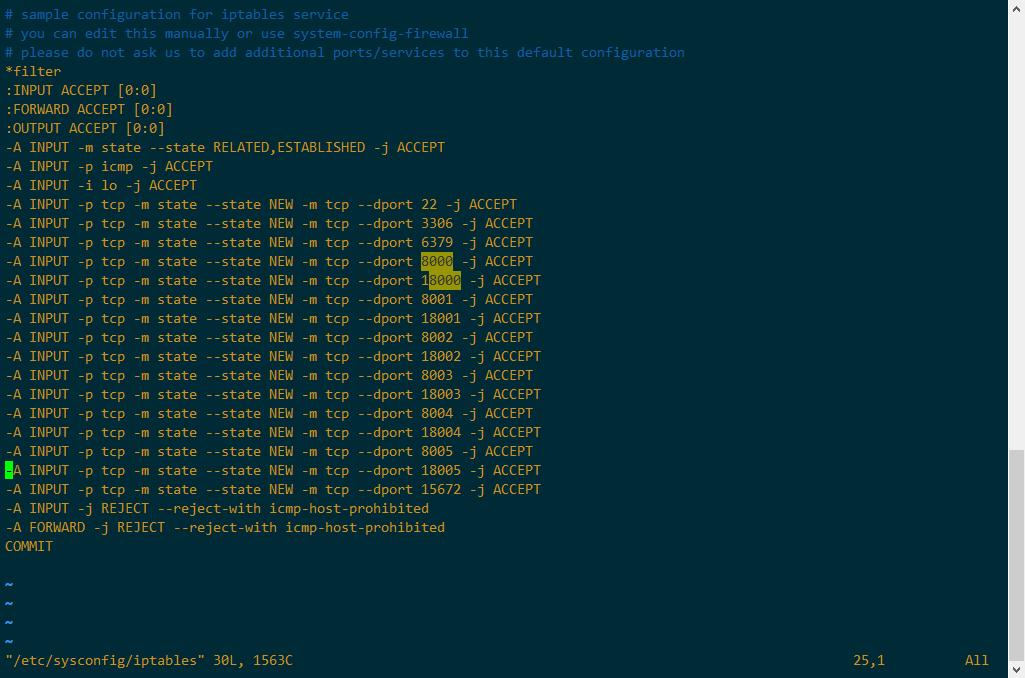 # sample configuration for iptables service
# you can edit this manually or use system-config-firewall
# please do not ask us to add additional ports/services to this default configuration
*filter
:INPUT ACCEPT [0:0]
:FORWARD ACCEPT [0:0]
:OUTPUT ACCEPT [0:0]
-A INPUT -m state --state RELATED,ESTABLISHED -j ACCEPT
-A INPUT -p icmp -j ACCEPT
-A INPUT -i lo -j ACCEPT
-A INPUT -p tcp -m state --state NEW -m tcp --dport 22 -j ACCEPT
-A INPUT -p tcp -m state --state NEW -m tcp --dport 3306 -j ACCEPT
-A INPUT -p tcp -m state --state NEW -m tcp --dport 6379 -j ACCEPT
-A INPUT -p tcp -m state --state NEW -m tcp --dport 8000 -j ACCEPT
-A INPUT -p tcp -m state --state NEW -m tcp --dport 18000 -j ACCEPT
-A INPUT -p tcp -m state --state NEW -m tcp --dport 8001 -j ACCEPT
-A INPUT -p tcp -m state --state NEW -m tcp --dport 18001 -j ACCEPT
-A INPUT -p tcp -m state --state NEW -m tcp --dport 8002 -j ACCEPT
-A INPUT -p tcp -m state --state NEW -m tcp --dport 18002 -j ACCEPT
-A INPUT -p tcp -m state --state NEW -m tcp --dport 8003 -j ACCEPT
-A INPUT -p tcp -m state --state NEW -m tcp --dport 18003 -j ACCEPT
-A INPUT -p tcp -m state --state NEW -m tcp --dport 8004 -j ACCEPT
-A INPUT -p tcp -m state --state NEW -m tcp --dport 18004 -j ACCEPT
-A INPUT -p tcp -m state --state NEW -m tcp --dport 8005 -j ACCEPT
-A INPUT -p tcp -m state --state NEW -m tcp --dport 18005 -j ACCEPT
-A INPUT -p tcp -m state --state NEW -m tcp --dport 15672 -j ACCEPT
-A INPUT -j REJECT --reject-with icmp-host-prohibited
-A FORWARD -j REJECT --reject-with icmp-host-prohibited
COMMIT
~
~
~
~
"/etc/sysconfig/iptables" 30L, 1563C 25,1 All